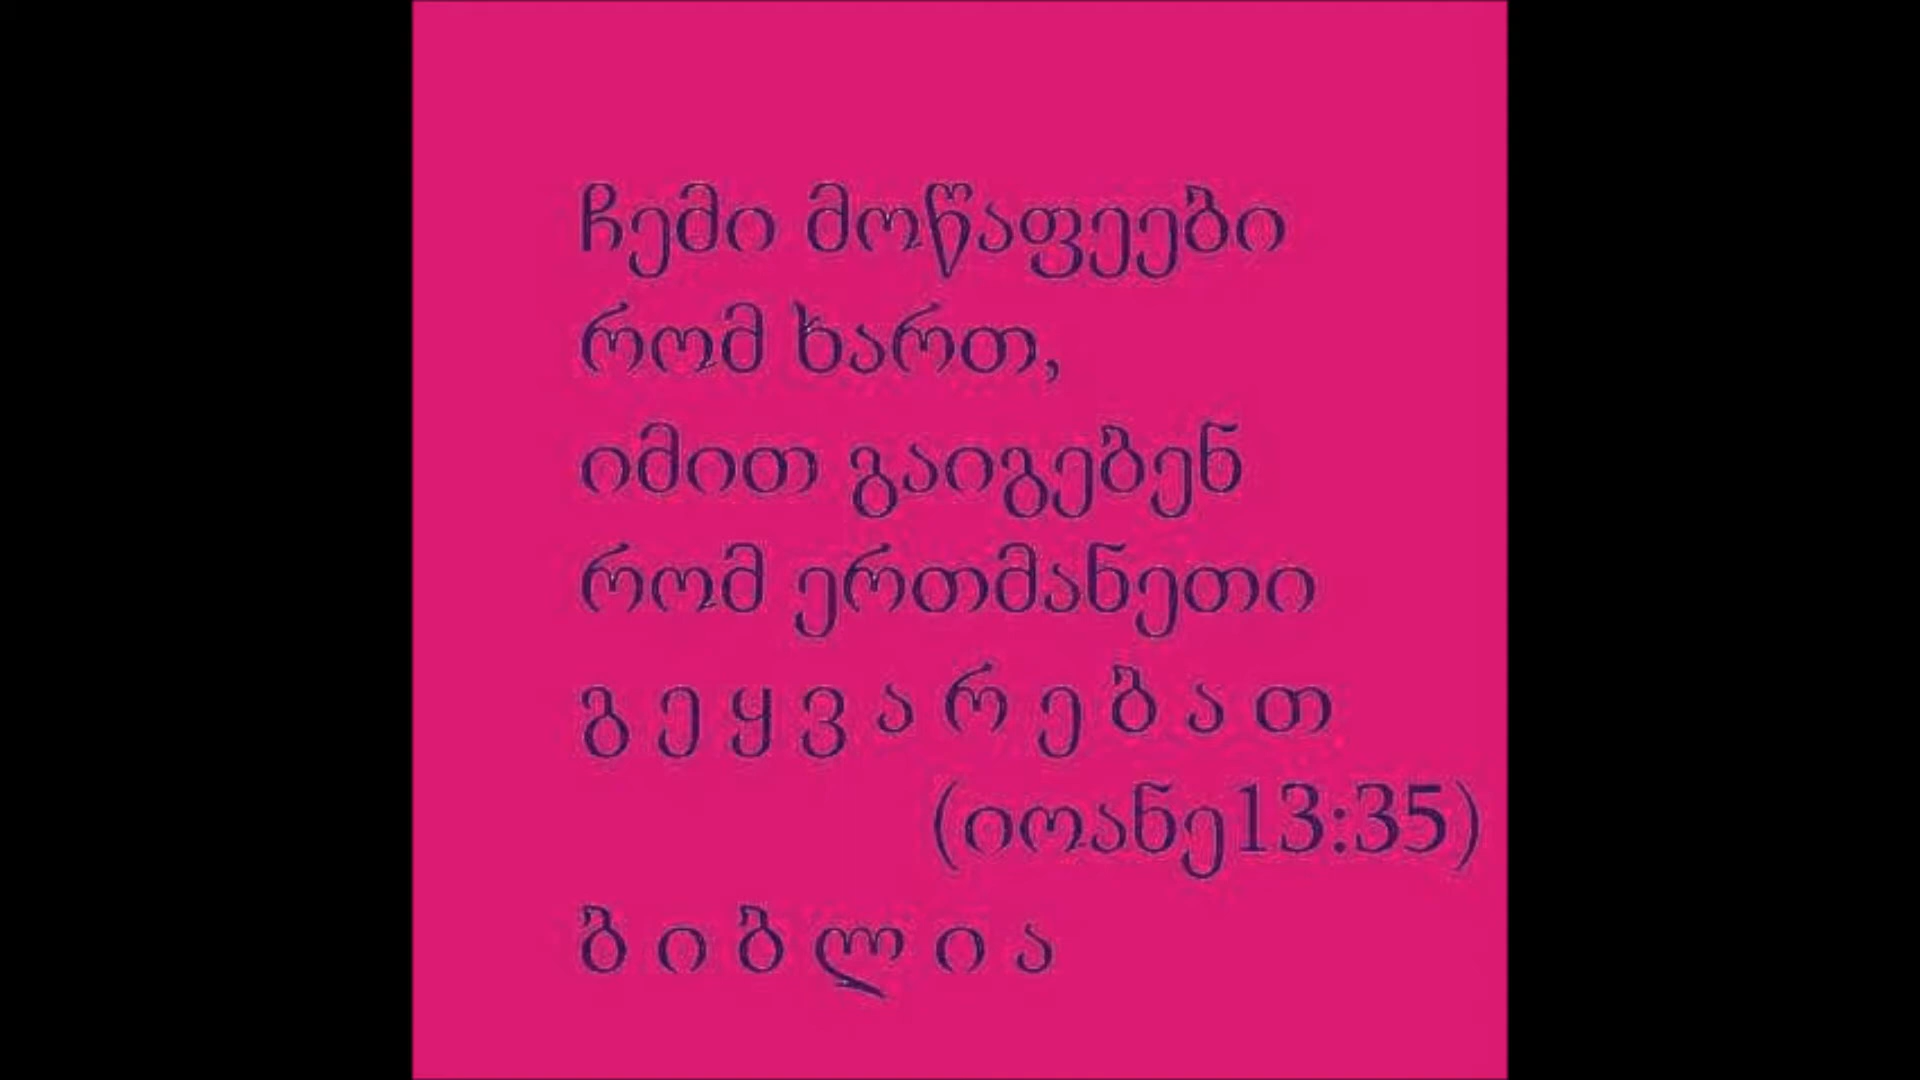 ჩემი მოწაფეები
რომ ხართ,
იმით გაიგებენ
რომ ერთმანეთი
გ ე ყ ვ ა რ ე ბ ა თ
(იოანე13:35)
ბ ი ბ ლ ი ა